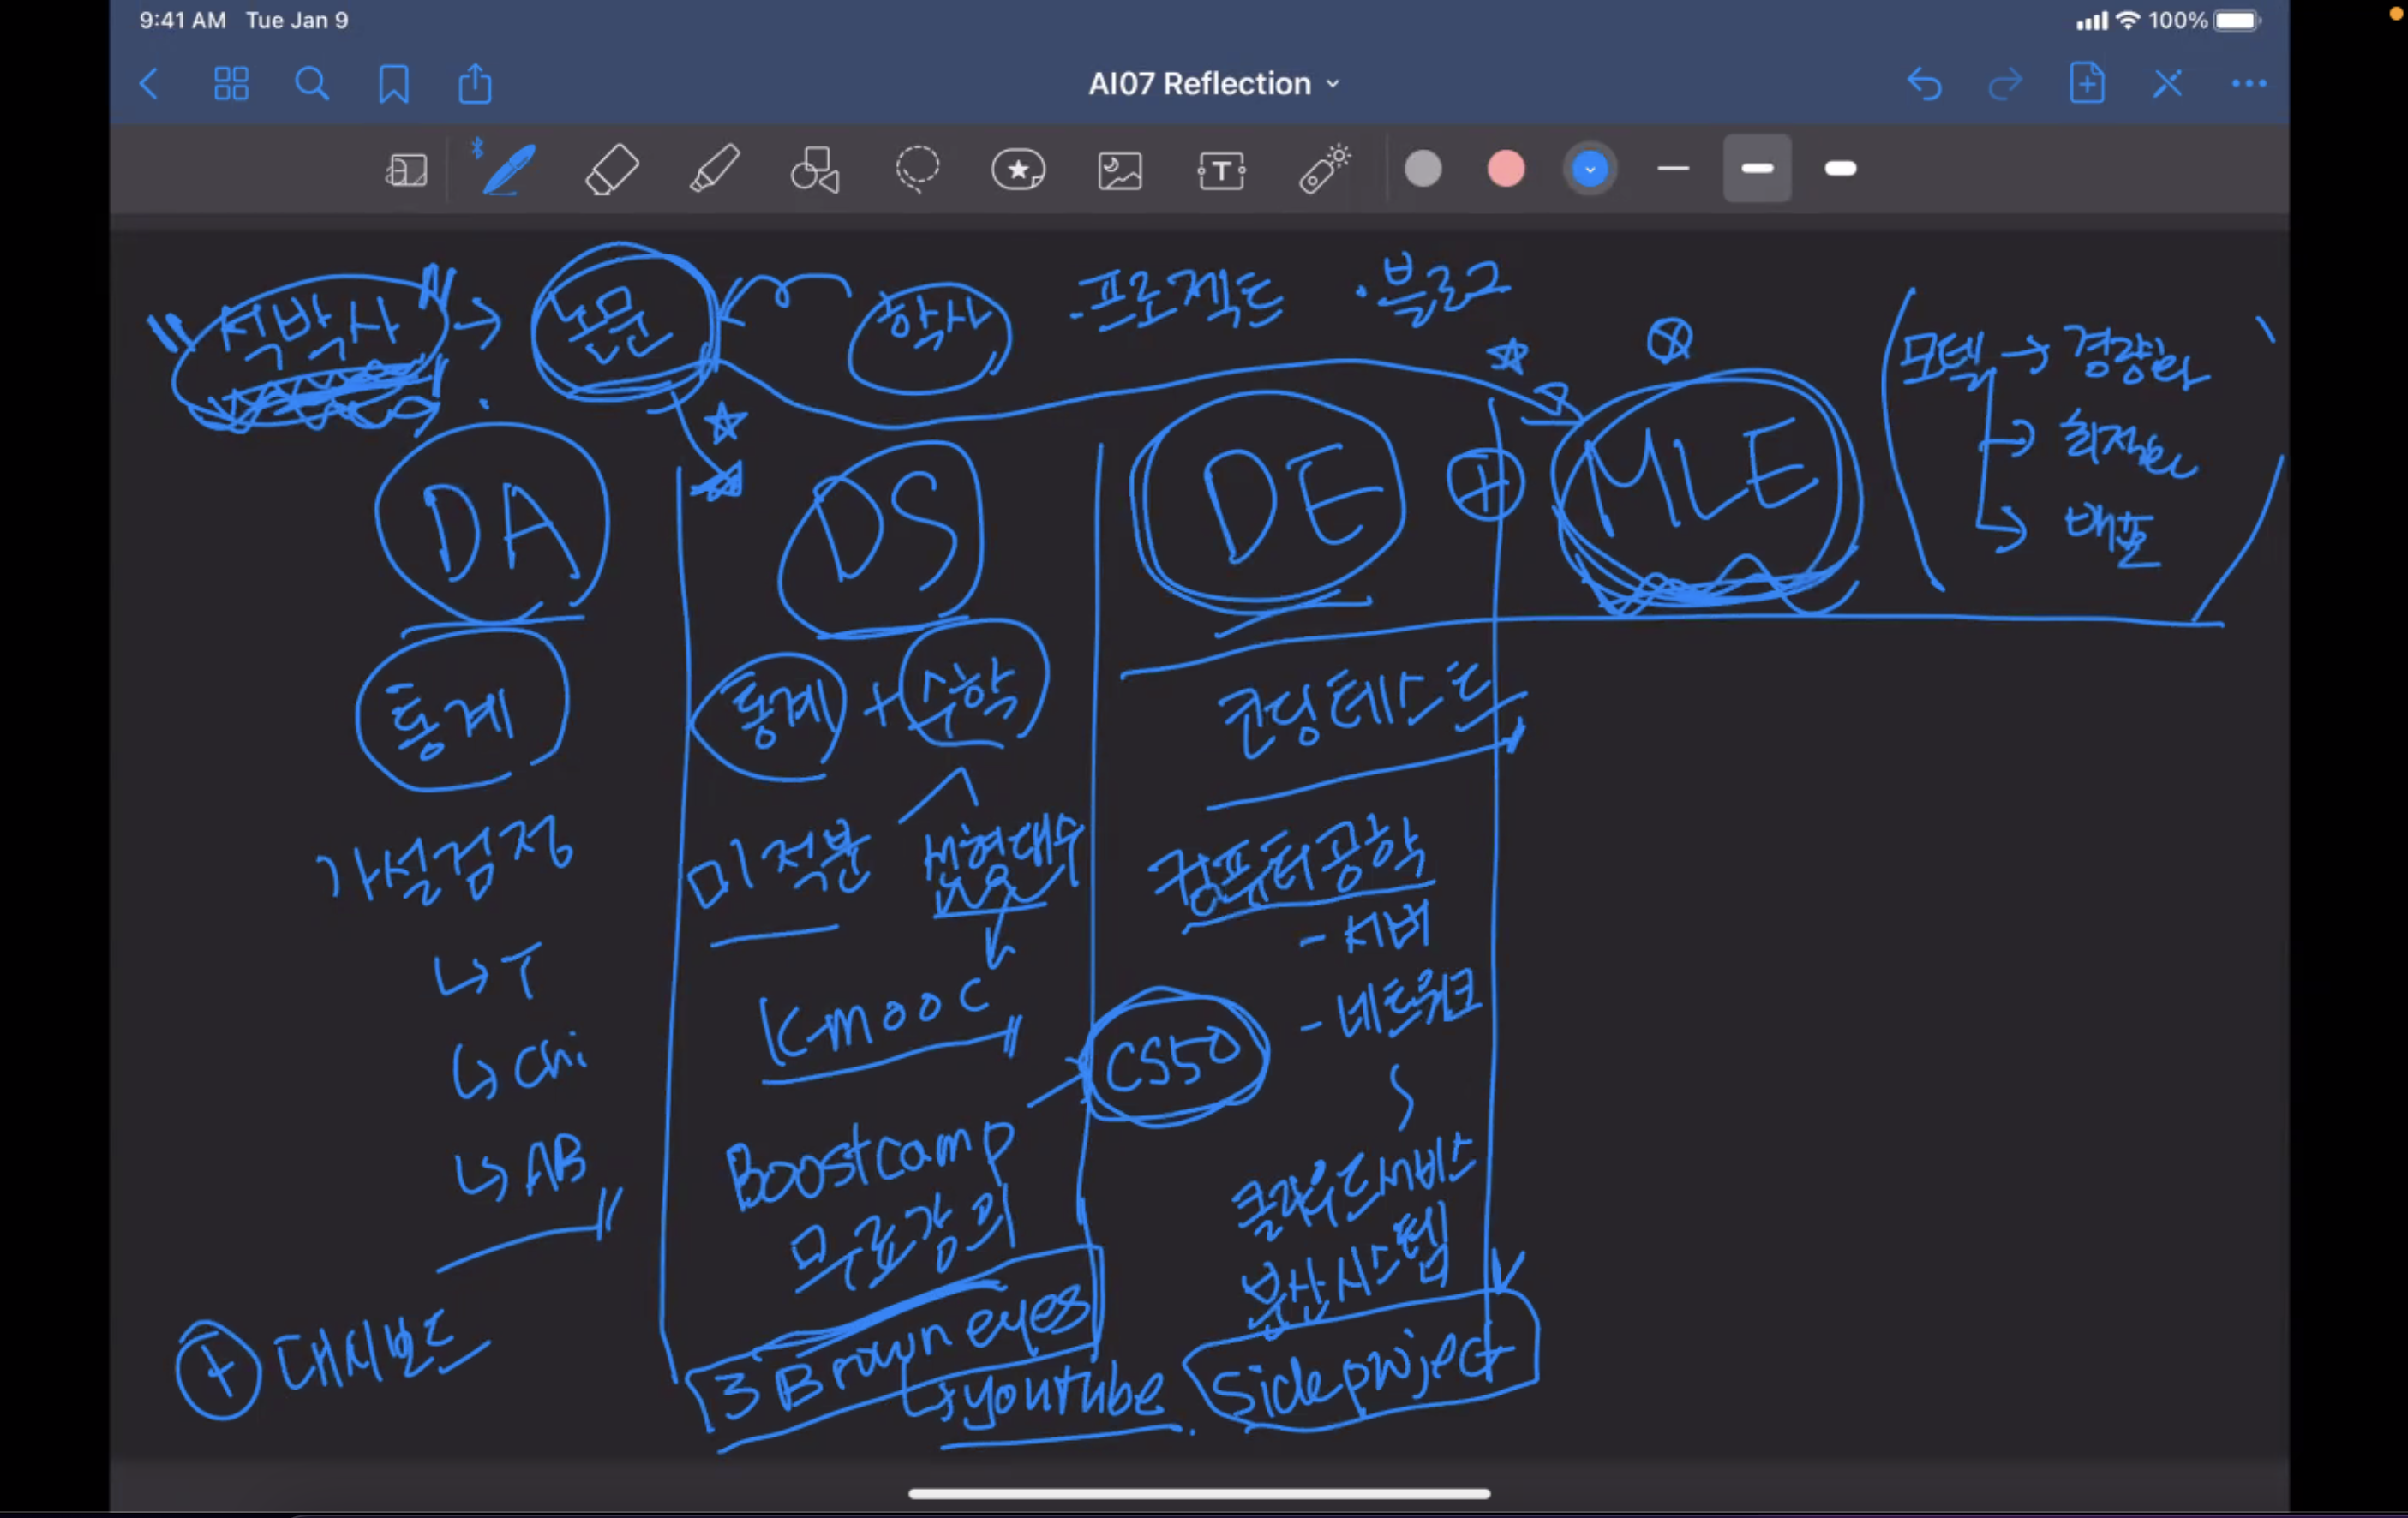 9:41 AM Tue Jan 9
100%
AI07 Reflection
"석박사" → 논문 학사 ·프로젝트 ·블로그
모델 → 경량화
→ 최적화
→ 배포
DA
DS
DE
+
MLE
통계
통계 + 수학
코딩테스트
가설검정
미적분 선형대수
컴퓨터공학
- 서버
- 네트워크
↳ T
↳ Chi
↳ AB
K-mooc
CS50
Boostcamp
무료강의
클라우드서비스
분산시스템
+ 대시보드
3 Brown eyes
↳ youtube.
Side project